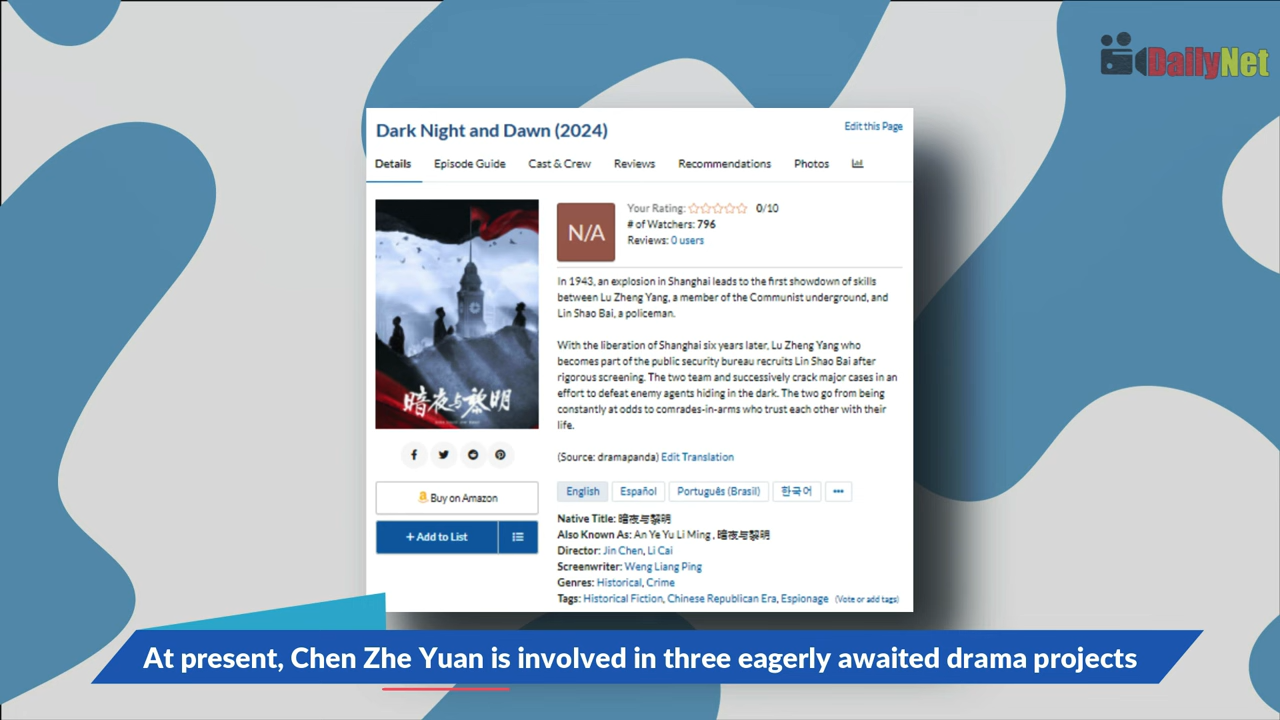 DailyNet
Dark Night and Dawn (2024)
Edit this Page
Details Episode Guide Cast & Crew Reviews Recommendations Photos
N/A
Your Rating: 0/10
# of Watchers: 796
Reviews: 0 users
In 1943, an explosion in Shanghai leads to the first showdown of skills
between Lu Zheng Yang, a member of the Communist underground, and
Lin Shao Bai, a policeman.
With the liberation of Shanghai six years later, Lu Zheng Yang who
becomes part of the public security bureau recruits Lin Shao Bai after
rigorous screening. The two team and successively crack major cases in an
effort to defeat enemy agents hiding in the dark. The two go from being
constantly at odds to comrades-in-arms who trust each other with their
life.
(Source: dramapanda) Edit Translation
暗夜与黎明
Buy on Amazon
+ Add to List
English Español Português (Brasil) 한국어 •••
Native Title: 暗夜与黎明
Also Known As: An Ye Yu Li Ming , 暗夜与黎明
Director: Jin Chen, Li Cai
Screenwriter: Weng Liang Ping
Genres: Historical, Crime
Tags: Historical Fiction, Chinese Republican Era, Espionage (Vote or add tags)
At present, Chen Zhe Yuan is involved in three eagerly awaited drama projects